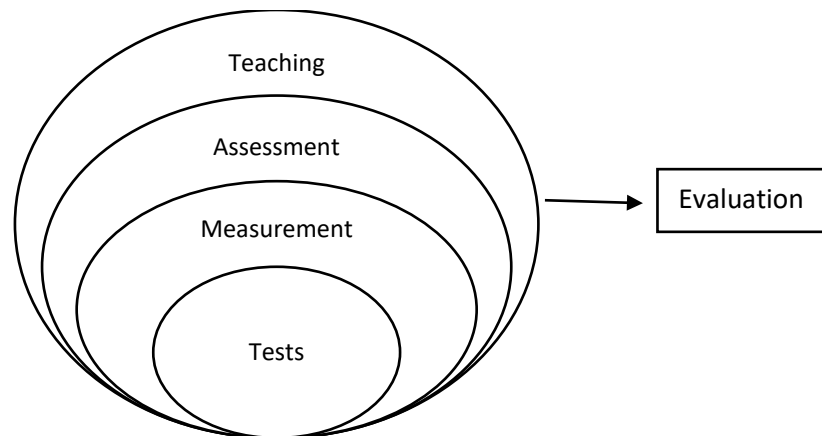 Teaching
Assessment
Measurement
Tests
Evaluation